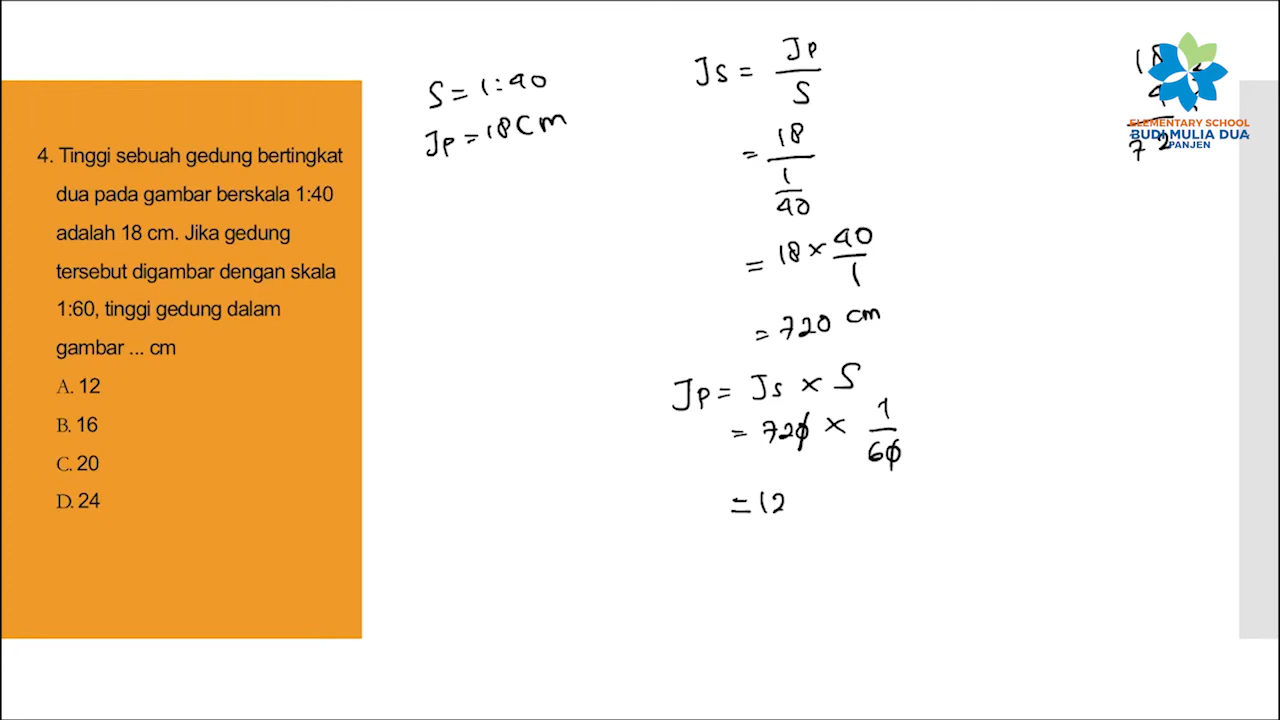 4. Tinggi sebuah gedung bertingkat
dua pada gambar berskala 1:40
adalah 18 cm. Jika gedung
tersebut digambar dengan skala
1:60, tinggi gedung dalam
gambar ... cm
A. 12
B. 16
C. 20
D. 24
S = 1:40
Jp = 18 cm
Js = Jp / S
= 18 / 1 / 40
= 18 × 40 / 1
= 720 cm
Jp = Js × S
= 720 × 1 / 60
= 12
18
72
ELEMENTARY SCHOOL
BUDI MULIA DUA
PANJEN